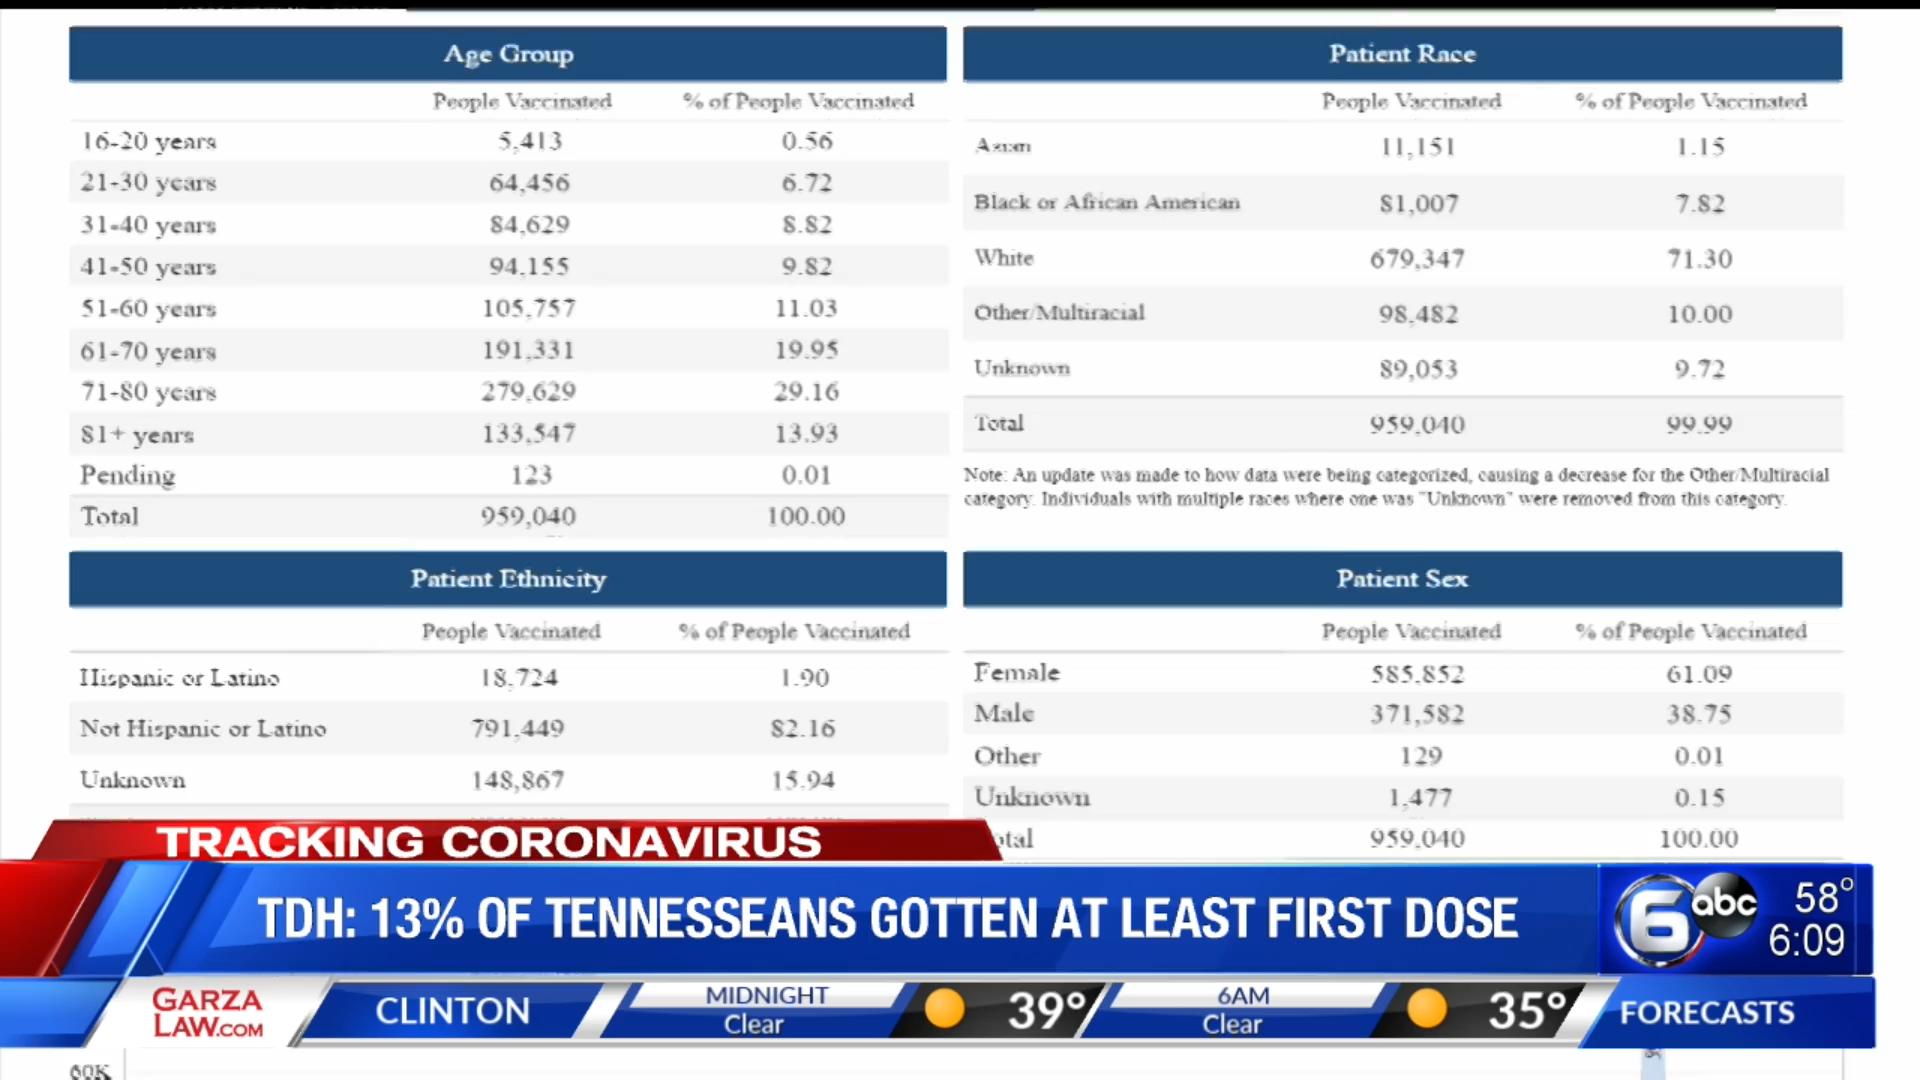 Age Group
People Vaccinated % of People Vaccinated
16-20 years 5,413 0.56
21-30 years 64,456 6.72
31-40 years 84,629 8.82
41-50 years 94,155 9.82
51-60 years 105,757 11.03
61-70 years 191,331 19.95
71-80 years 279,629 29.16
81+ years 133,547 13.93
Pending 123 0.01
Total 959,040 100.00
Patient Race
People Vaccinated % of People Vaccinated
Asian 11,151 1.15
Black or African American 81,007 7.82
White 679,347 71.30
Other/Multiracial 98,482 10.00
Unknown 89,053 9.72
Total 959,040 99.99
Note: An update was made to how data were being categorized, causing a decrease for the Other/Multiracial
category. Individuals with multiple races where one was "Unknown" were removed from this category.
Patient Ethnicity
People Vaccinated % of People Vaccinated
Hispanic or Latino 18,724 1.90
Not Hispanic or Latino 791,449 82.16
Unknown 148,867 15.94
Patient Sex
People Vaccinated % of People Vaccinated
Female 585,852 61.09
Male 371,582 38.75
Other 129 0.01
Unknown 1,477 0.15
otal 959,040 100.00
TRACKING CORONAVIRUS
TDH: 13% OF TENNESSEANS GOTTEN AT LEAST FIRST DOSE
6 abc 58°
6:09
GARZA
LAW.COM
CLINTON
MIDNIGHT
Clear
39°
6AM
Clear
35°
FORECASTS
60K